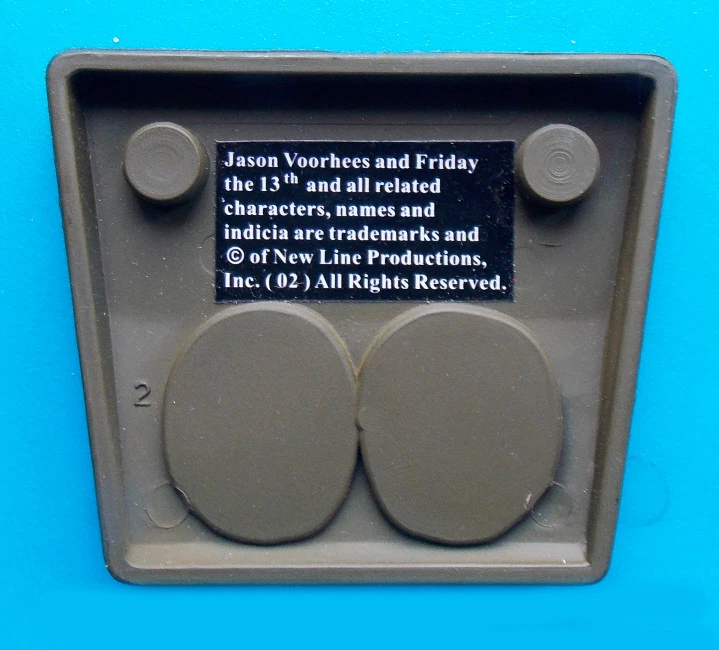 Jason Voorhees and Friday
the 13th and all related
characters, names and
indicia are trademarks and
© of New Line Productions,
Inc. ( 02 ) All Rights Reserved.
2